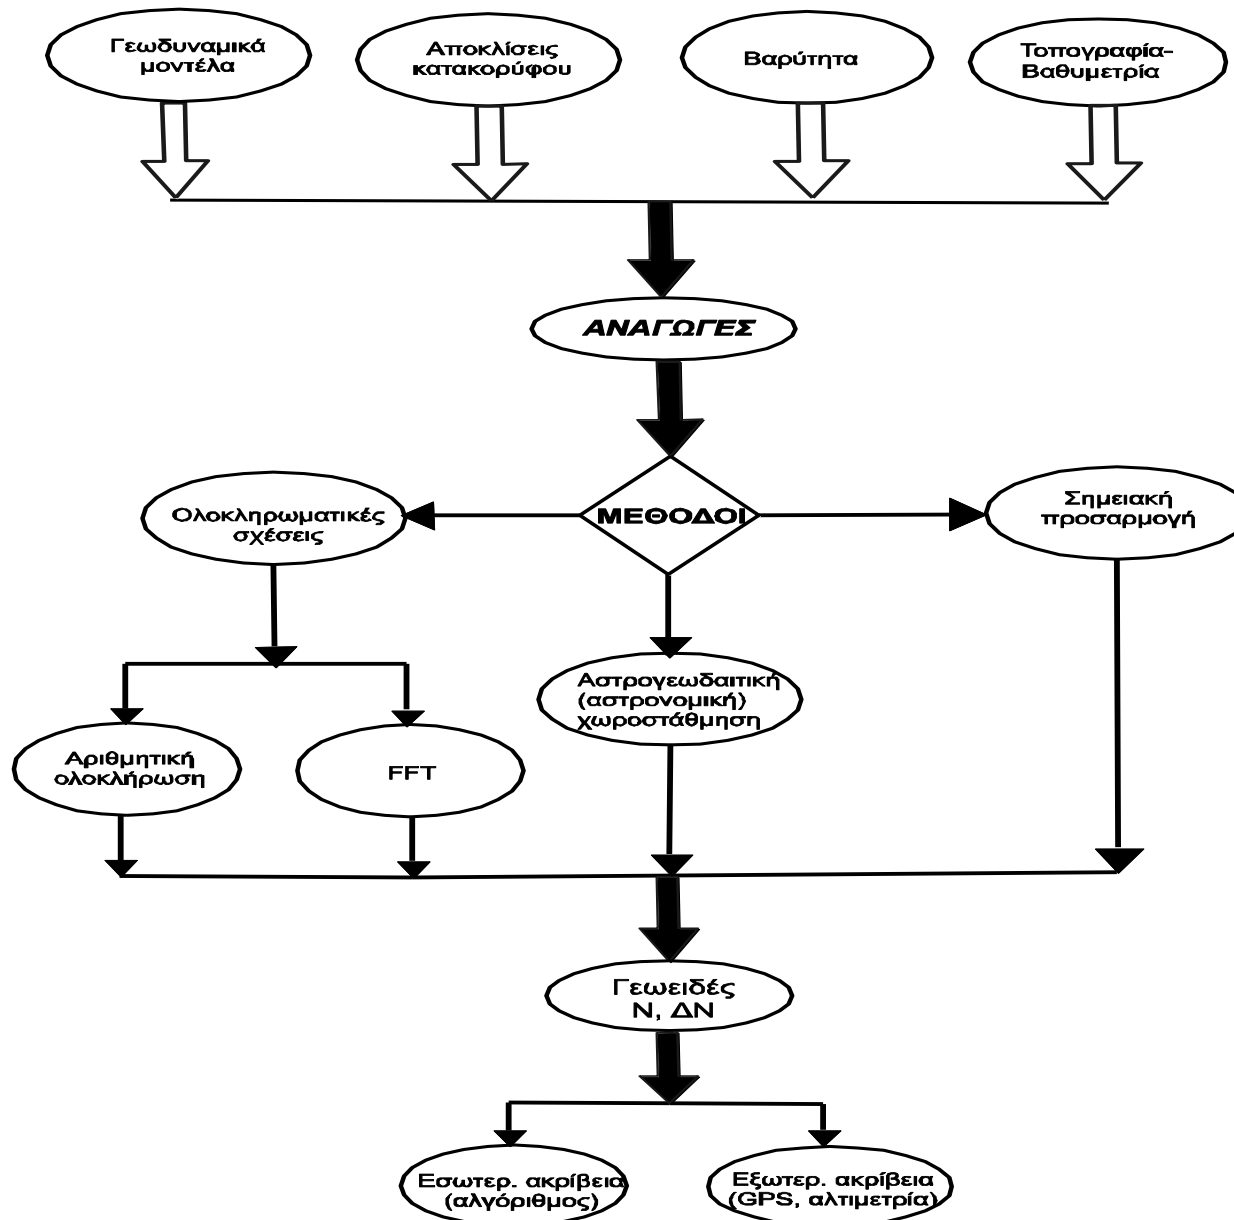 Γεωδυναμικά
μοντέλα
Αποκλίσεις
κατακορύφου
Βαρύτητα
Τοπογραφία-
Βαθυμετρία
ΑΝΑΓΩΓΕΣ
ΜΕΘΟΔΟΙ
Ολοκληρωματικές
σχέσεις
Σημειακή
προσαρμογή
Αστρογεωδαιτική
(αστρονομική)
χωροστάθμηση
Αριθμητική
ολοκλήρωση
FFT
Γεωειδές
Ν, ΔΝ
Εσωτερ. ακρίβεια
(αλγόριθμος)
Εξωτερ. ακρίβεια
(GPS, αλτιμετρία)